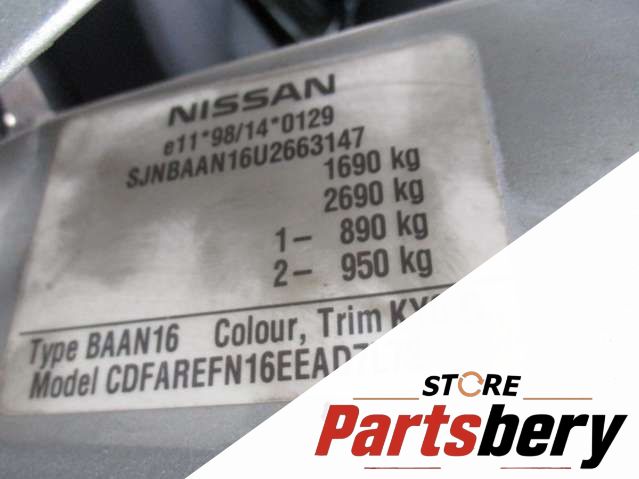 NISSAN
e11*98/14*0129
SJNBAAN16U2663147
1690 kg
2690 kg
1- 890 kg
2- 950 kg
Type BAAN16 Colour, Trim
Model
STORE
Partsbery